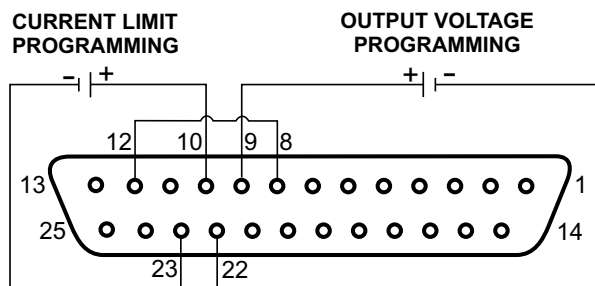 CURRENT LIMIT
PROGRAMMING
OUTPUT VOLTAGE
PROGRAMMING
- +
+ -
12 10 9 8
13 1
25 14
23 22